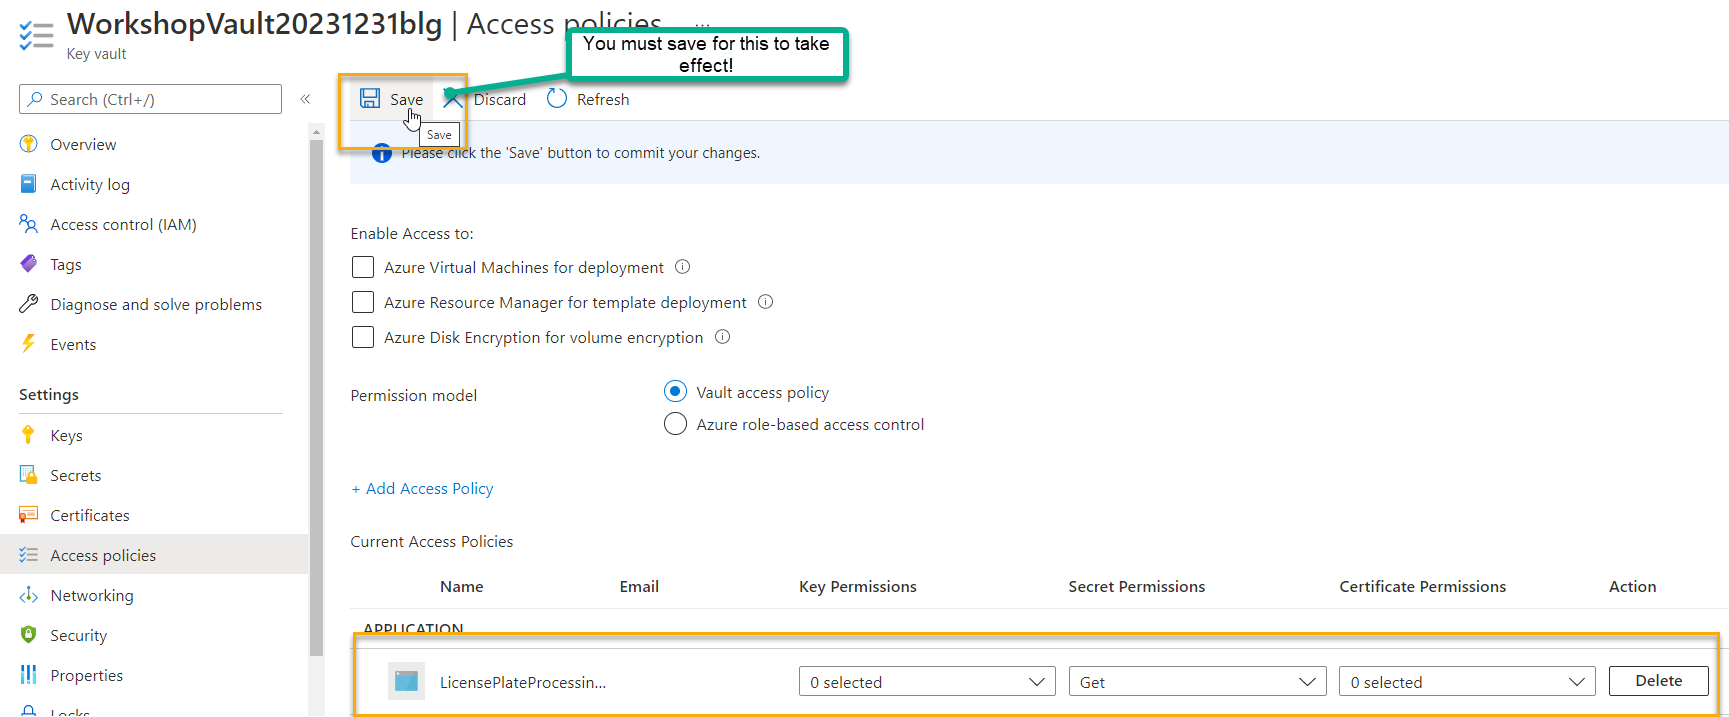 WorkshopVault20231231blg | Access policies ...
Key vault
You must save for this to take
effect!
Search (Ctrl+/)
«
Save
Discard
Refresh
Save
Please click the 'Save' button to commit your changes.
Overview
Activity log
Access control (IAM)
Tags
Diagnose and solve problems
Events
Settings
Keys
Secrets
Certificates
Access policies
Networking
Security
Properties
Locks
Enable Access to:
Azure Virtual Machines for deployment
Azure Resource Manager for template deployment
Azure Disk Encryption for volume encryption
Permission model
Vault access policy
Azure role-based access control
+ Add Access Policy
Current Access Policies
Name Email Key Permissions Secret Permissions Certificate Permissions Action
APPLICATION
LicensePlateProcessin... 0 selected Get 0 selected Delete